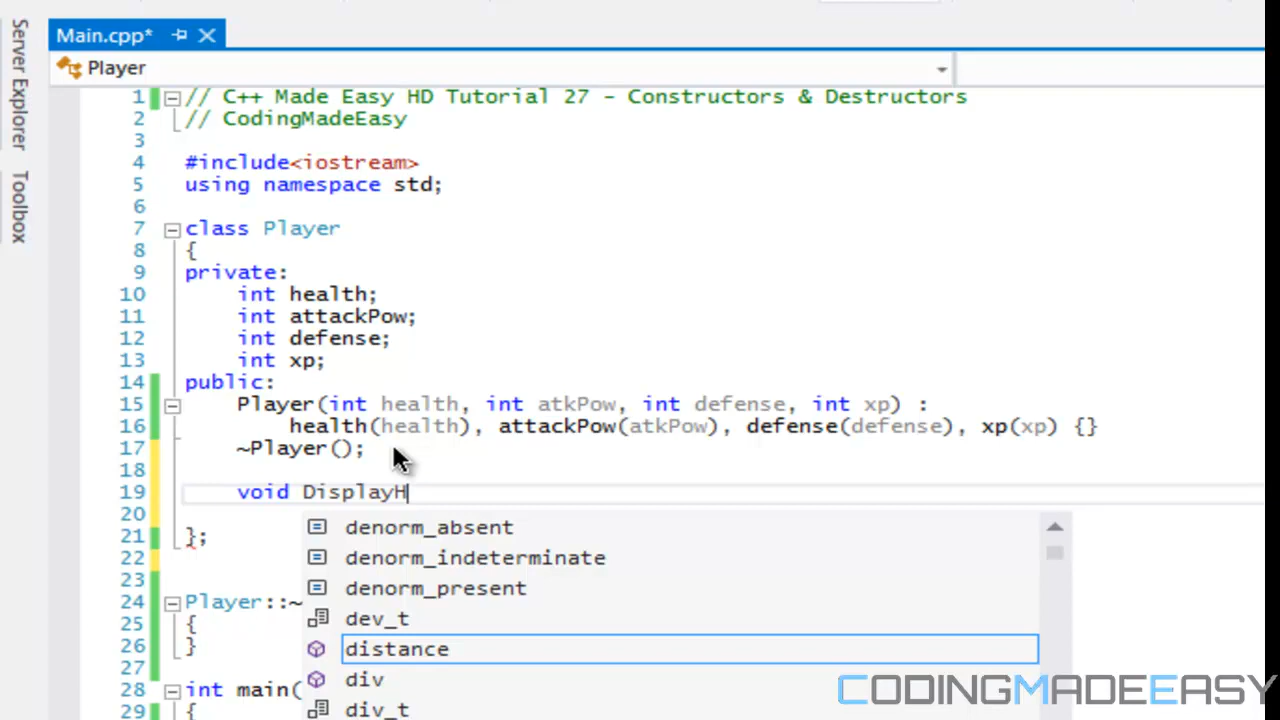 Server Explorer
Toolbox
Main.cpp*
Player
1 // C++ Made Easy HD Tutorial 27 - Constructors & Destructors
2 // CodingMadeEasy
3
4 #include<iostream>
5 using namespace std;
6
7 class Player
8 {
9 private:
10 int health;
11 int attackPow;
12 int defense;
13 int xp;
14 public:
15 Player(int health, int atkPow, int defense, int xp) :
16 health(health), attackPow(atkPow), defense(defense), xp(xp) {}
17 ~Player();
18
19 void DisplayH
20
21 };
22
23
24 Player::~
25 {
26 }
27
28 int main(
29 {
denorm_absent
denorm_indeterminate
denorm_present
dev_t
distance
div
div_t
CODINGMADEEASY